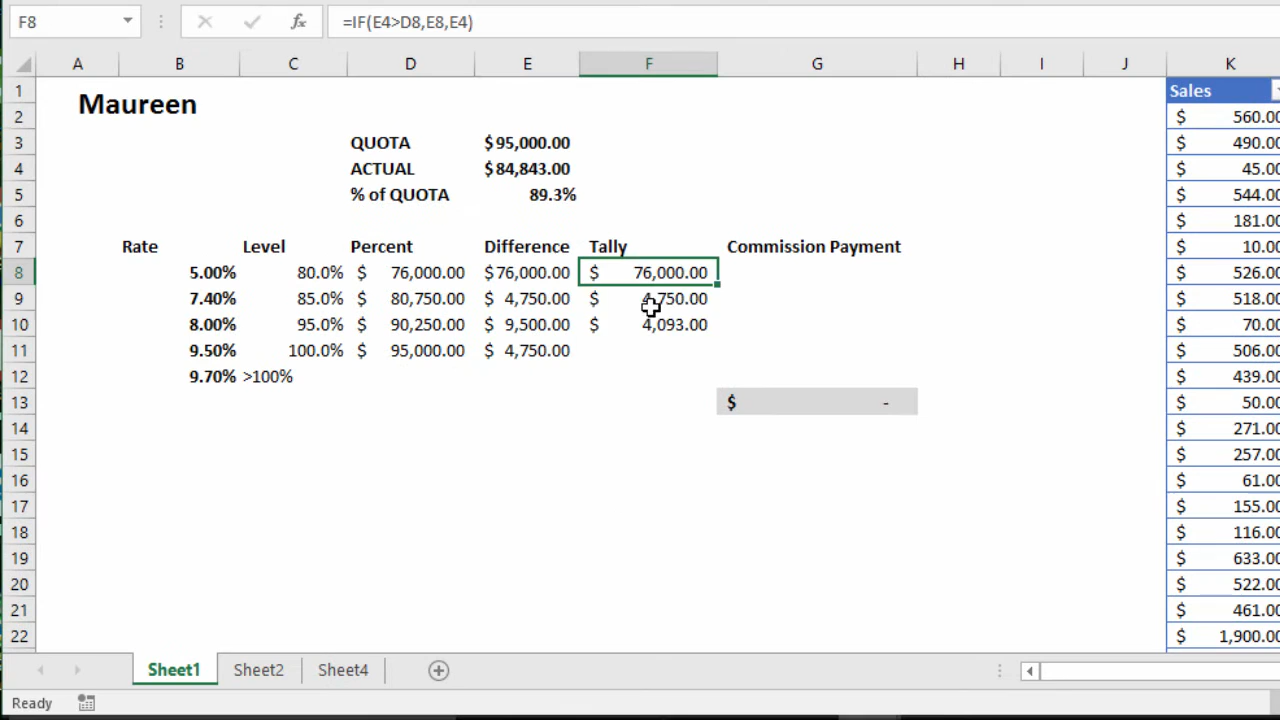 F8 fx =IF(E4>D8,E8,E4)
A B C D E F G H I J K
1 Sales
Maureen
2 $ 560.00
3 QUOTA $ 95,000.00 $ 490.00
4 ACTUAL $ 84,843.00 $ 45.00
5 % of QUOTA 89.3% $ 544.00
6 $ 181.00
7 Rate Level Percent Difference Tally Commission Payment $ 10.00
8 5.00% 80.0% $ 76,000.00 $ 76,000.00 $ 76,000.00 $ 526.00
9 7.40% 85.0% $ 80,750.00 $ 4,750.00 $ 4,750.00 $ 518.00
10 8.00% 95.0% $ 90,250.00 $ 9,500.00 $ 4,093.00 $ 70.00
11 9.50% 100.0% $ 95,000.00 $ 4,750.00 $ 506.00
12 9.70% >100% $ 439.00
13 $ - $ 50.00
14 $ 271.00
15 $ 257.00
16 $ 61.00
17 $ 155.00
18 $ 116.00
19 $ 633.00
20 $ 522.00
21 $ 461.00
22 $ 1,900.00
Sheet1 Sheet2 Sheet4
Ready